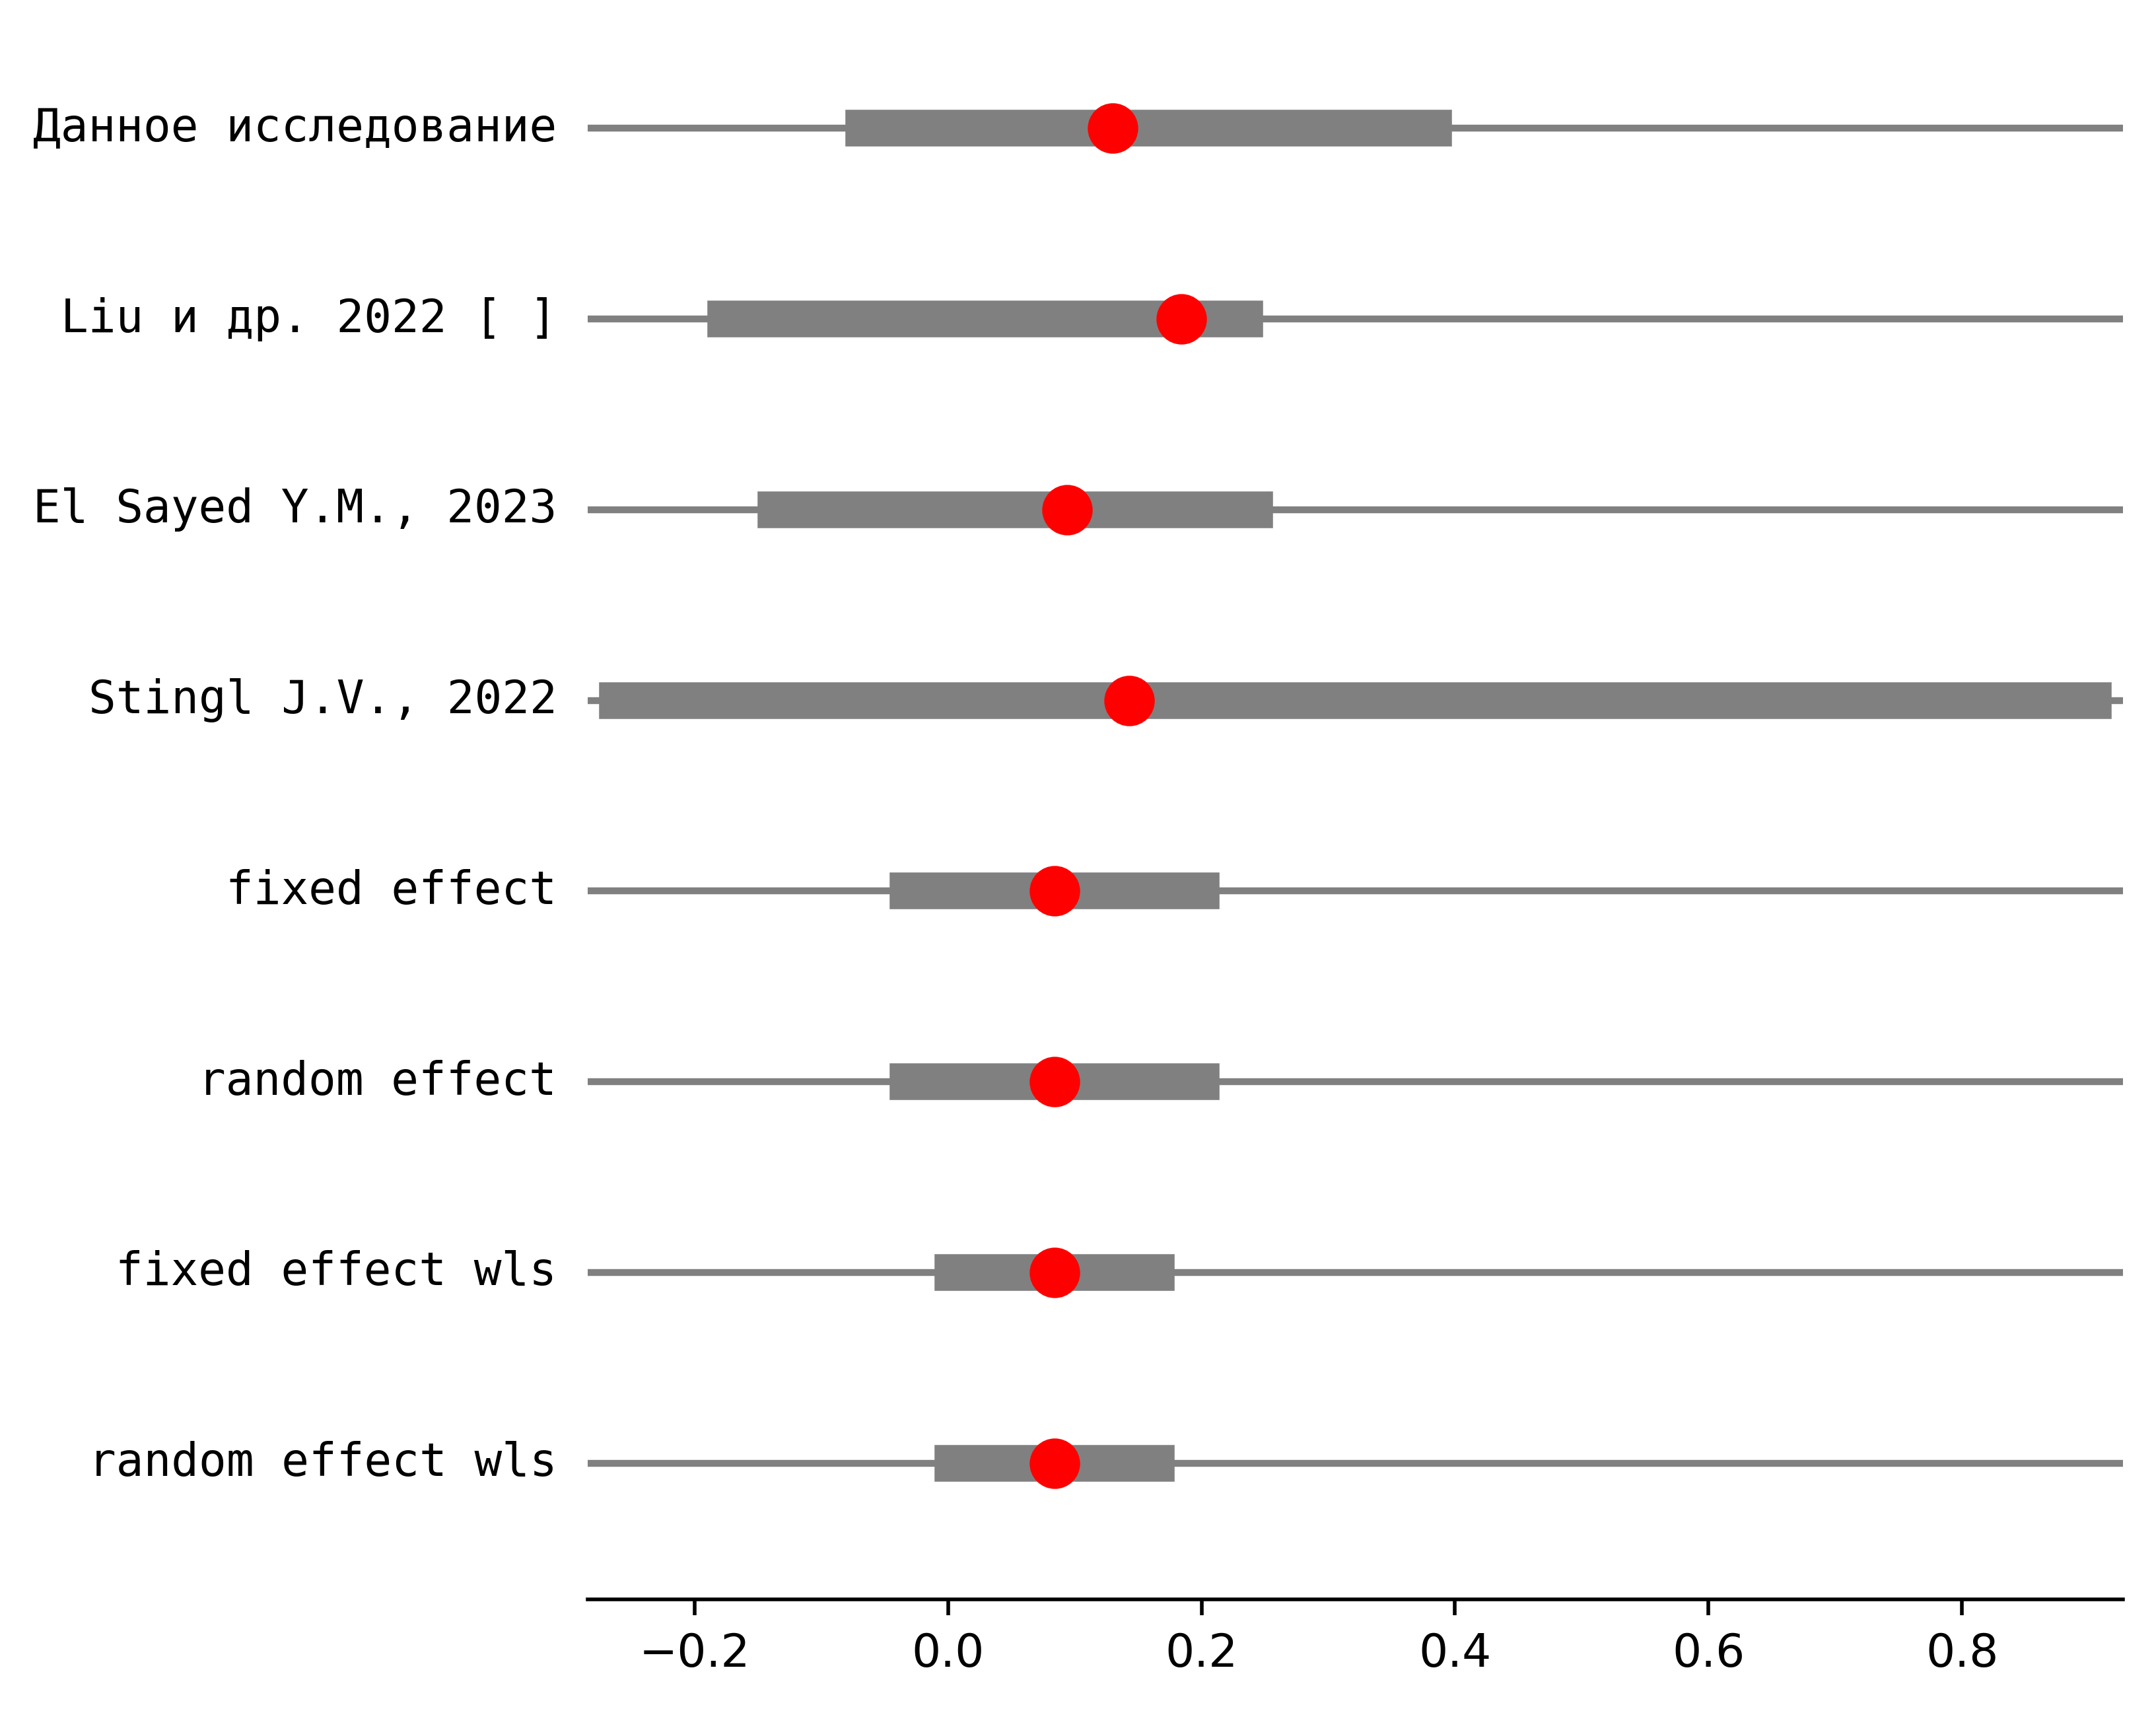 Данное исследование
Liu и др. 2022 [ ]
El Sayed Y.M., 2023
Stingl J.V., 2022
fixed effect
random effect
fixed effect wls
random effect wls
−0.2 0.0 0.2 0.4 0.6 0.8